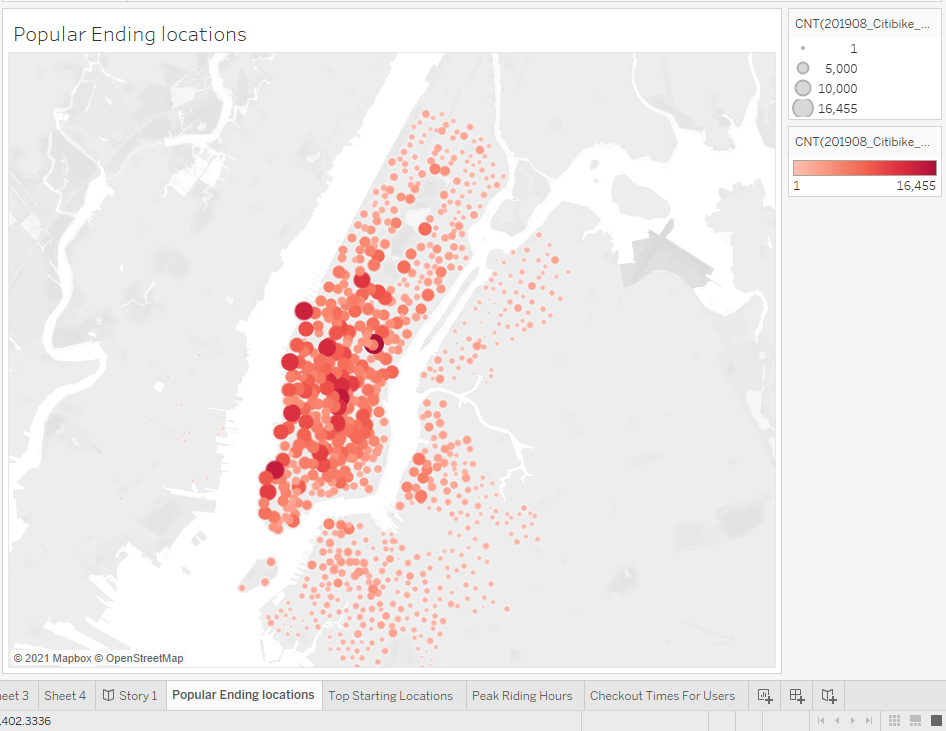 Popular Ending locations
CNT(201908_Citibike_...
1
5,000
10,000
16,455
CNT(201908_Citibike_...
1 16,455
© 2021 Mapbox © OpenStreetMap
eet 3 Sheet 4 Story 1 Popular Ending locations Top Starting Locations Peak Riding Hours Checkout Times For Users
,402.3336